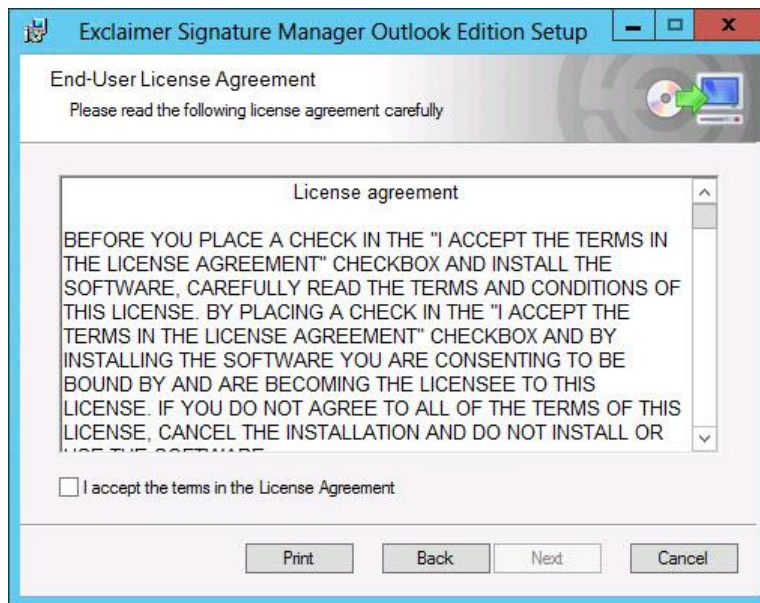 Exclaimer Signature Manager Outlook Edition Setup
End-User License Agreement
Please read the following license agreement carefully
License agreement
BEFORE YOU PLACE A CHECK IN THE "I ACCEPT THE TERMS IN
THE LICENSE AGREEMENT" CHECKBOX AND INSTALL THE
SOFTWARE, CAREFULLY READ THE TERMS AND CONDITIONS OF
THIS LICENSE. BY PLACING A CHECK IN THE "I ACCEPT THE
TERMS IN THE LICENSE AGREEMENT" CHECKBOX AND BY
INSTALLING THE SOFTWARE YOU ARE CONSENTING TO BE
BOUND BY AND ARE BECOMING THE LICENSEE TO THIS
LICENSE. IF YOU DO NOT AGREE TO ALL OF THE TERMS OF THIS
LICENSE, CANCEL THE INSTALLATION AND DO NOT INSTALL OR
USE THE SOFTWARE
I accept the terms in the License Agreement
Print Back Next Cancel